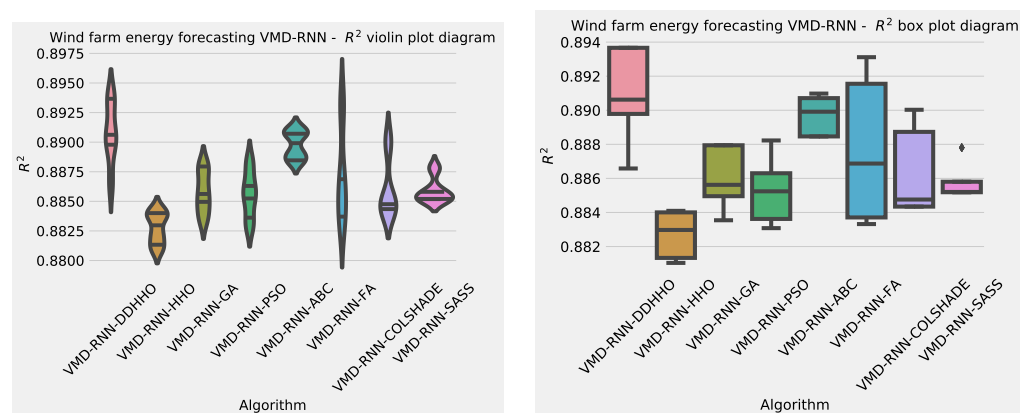 Wind farm energy forecasting VMD-RNN - R² violin plot diagram
0.8975
0.8950
0.8925
0.8900
0.8875
0.8850
0.8825
0.8800
R²
VMD-RNN-DDHHO
VMD-RNN-HHO
VMD-RNN-GA
VMD-RNN-PSO
VMD-RNN-ABC
VMD-RNN-FA
VMD-RNN-COLSHADE
VMD-RNN-SASS
Algorithm
Wind farm energy forecasting VMD-RNN - R² box plot diagram
0.894
0.892
0.890
0.888
0.886
0.884
0.882
R²
VMD-RNN-DDHHO
VMD-RNN-HHO
VMD-RNN-GA
VMD-RNN-PSO
VMD-RNN-ABC
VMD-RNN-FA
VMD-RNN-COLSHADE
VMD-RNN-SASS
Algorithm